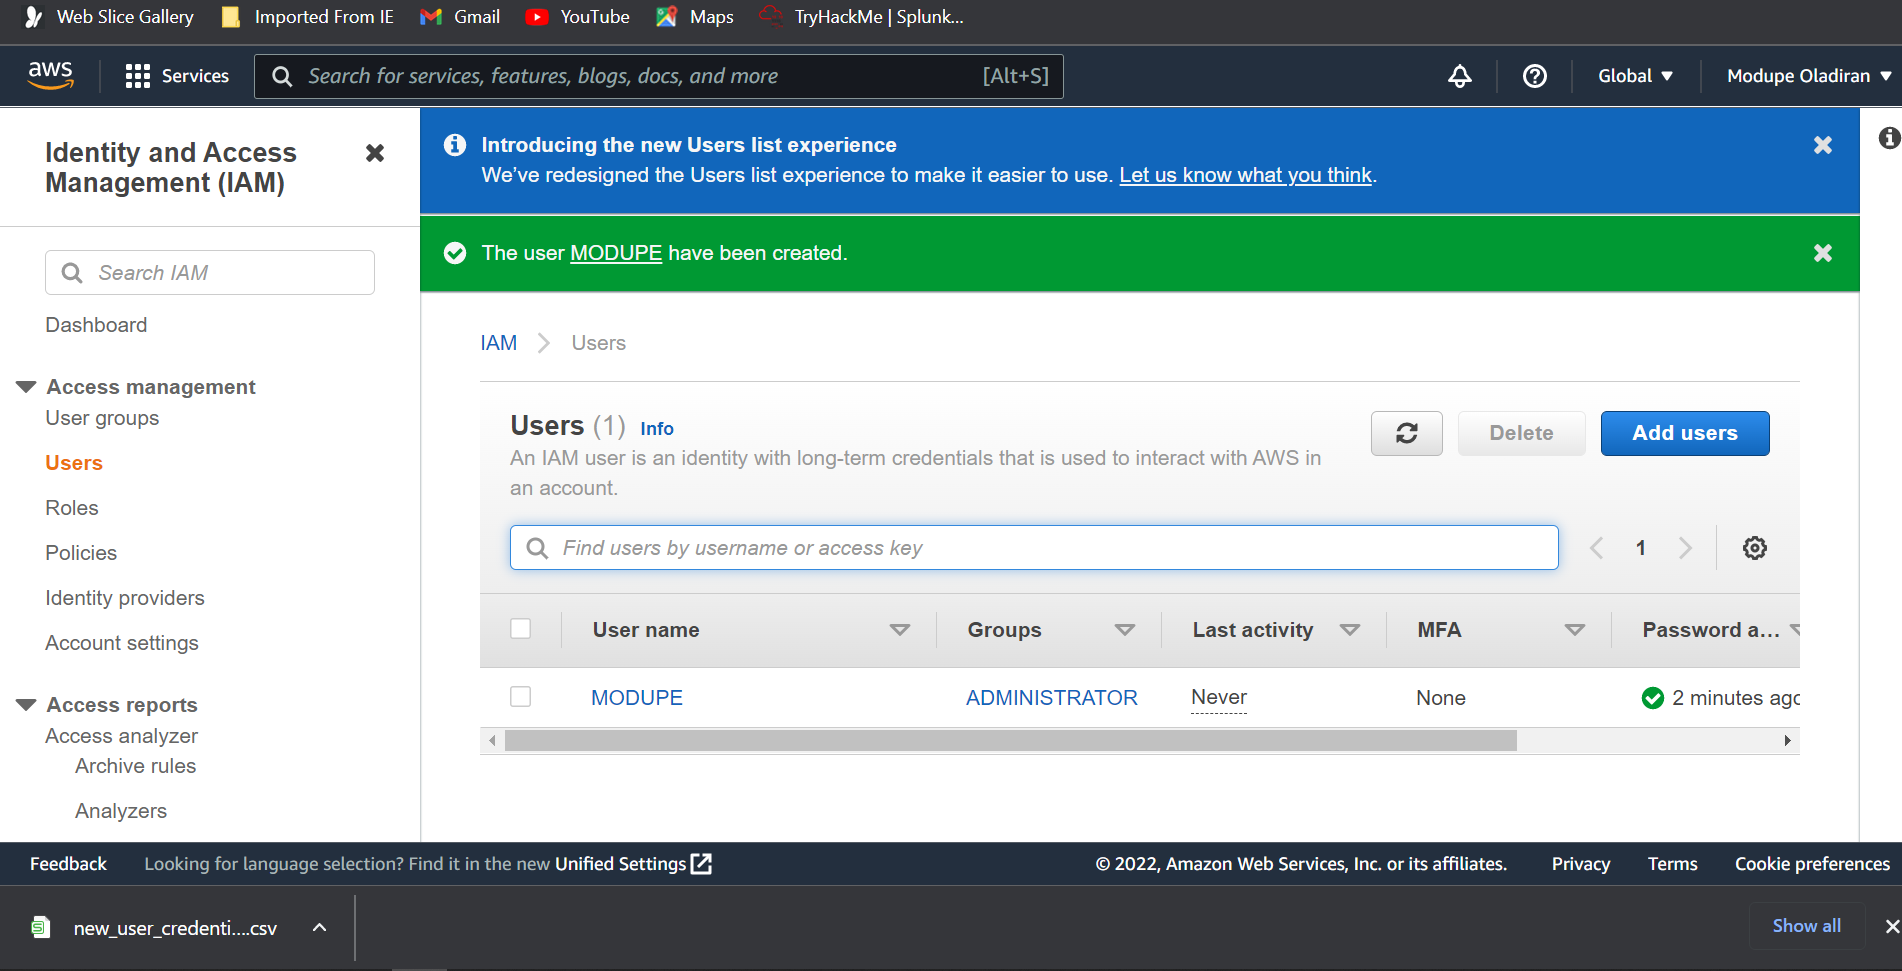 Web Slice Gallery Imported From IE Gmail YouTube Maps TryHackMe | Splunk...
aws Services Search for services, features, blogs, docs, and more [Alt+S] Global Modupe Oladiran
Identity and Access
Management (IAM)
Search IAM
Dashboard
Access management
User groups
Users
Roles
Policies
Identity providers
Account settings
Access reports
Access analyzer
Archive rules
Analyzers
Introducing the new Users list experience
We've redesigned the Users list experience to make it easier to use. Let us know what you think.
The user MODUPE have been created.
IAM Users
Users (1) Info
Delete Add users
An IAM user is an identity with long-term credentials that is used to interact with AWS in
an account.
Find users by username or access key 1
User name Groups Last activity MFA Password a...
MODUPE ADMINISTRATOR Never None 2 minutes ago
Feedback Looking for language selection? Find it in the new Unified Settings © 2022, Amazon Web Services, Inc. or its affiliates. Privacy Terms Cookie preferences
new_user_credenti....csv Show all